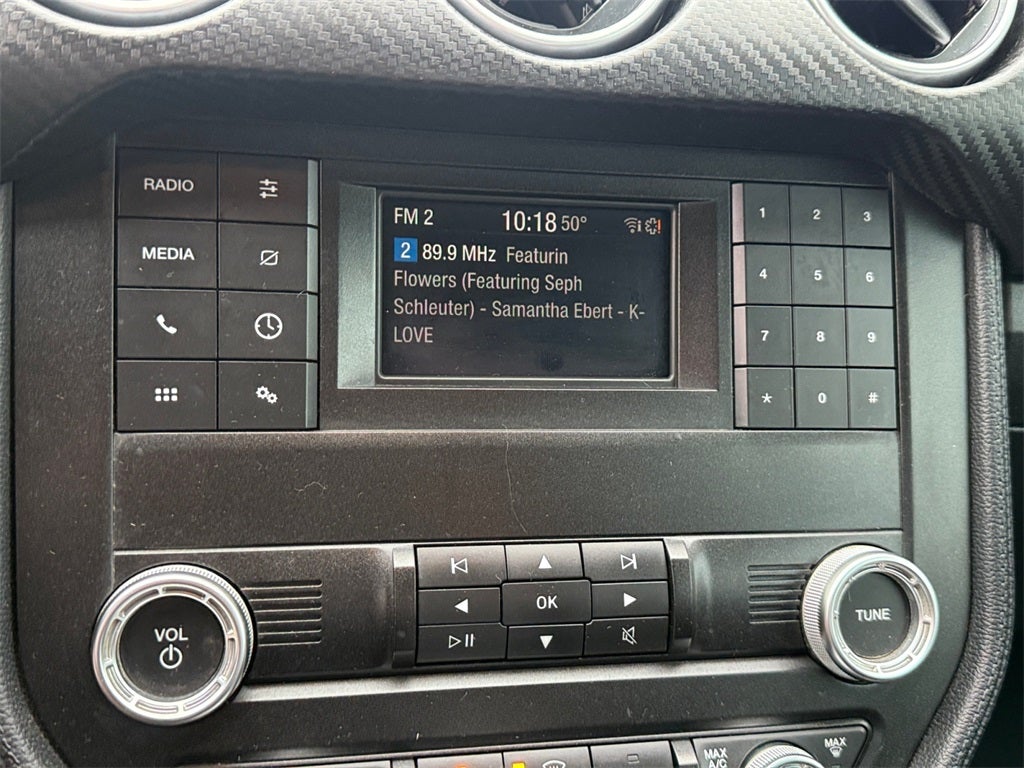 RADIO
MEDIA
FM 2 10:18 50°
2 89.9 MHz Featurin
Flowers (Featuring Seph
Schleuter) - Samantha Ebert - K-
LOVE
1 2 3
4 5 6
7 8 9
* 0 #
VOL
OK
TUNE
MAX
A/C
MAX